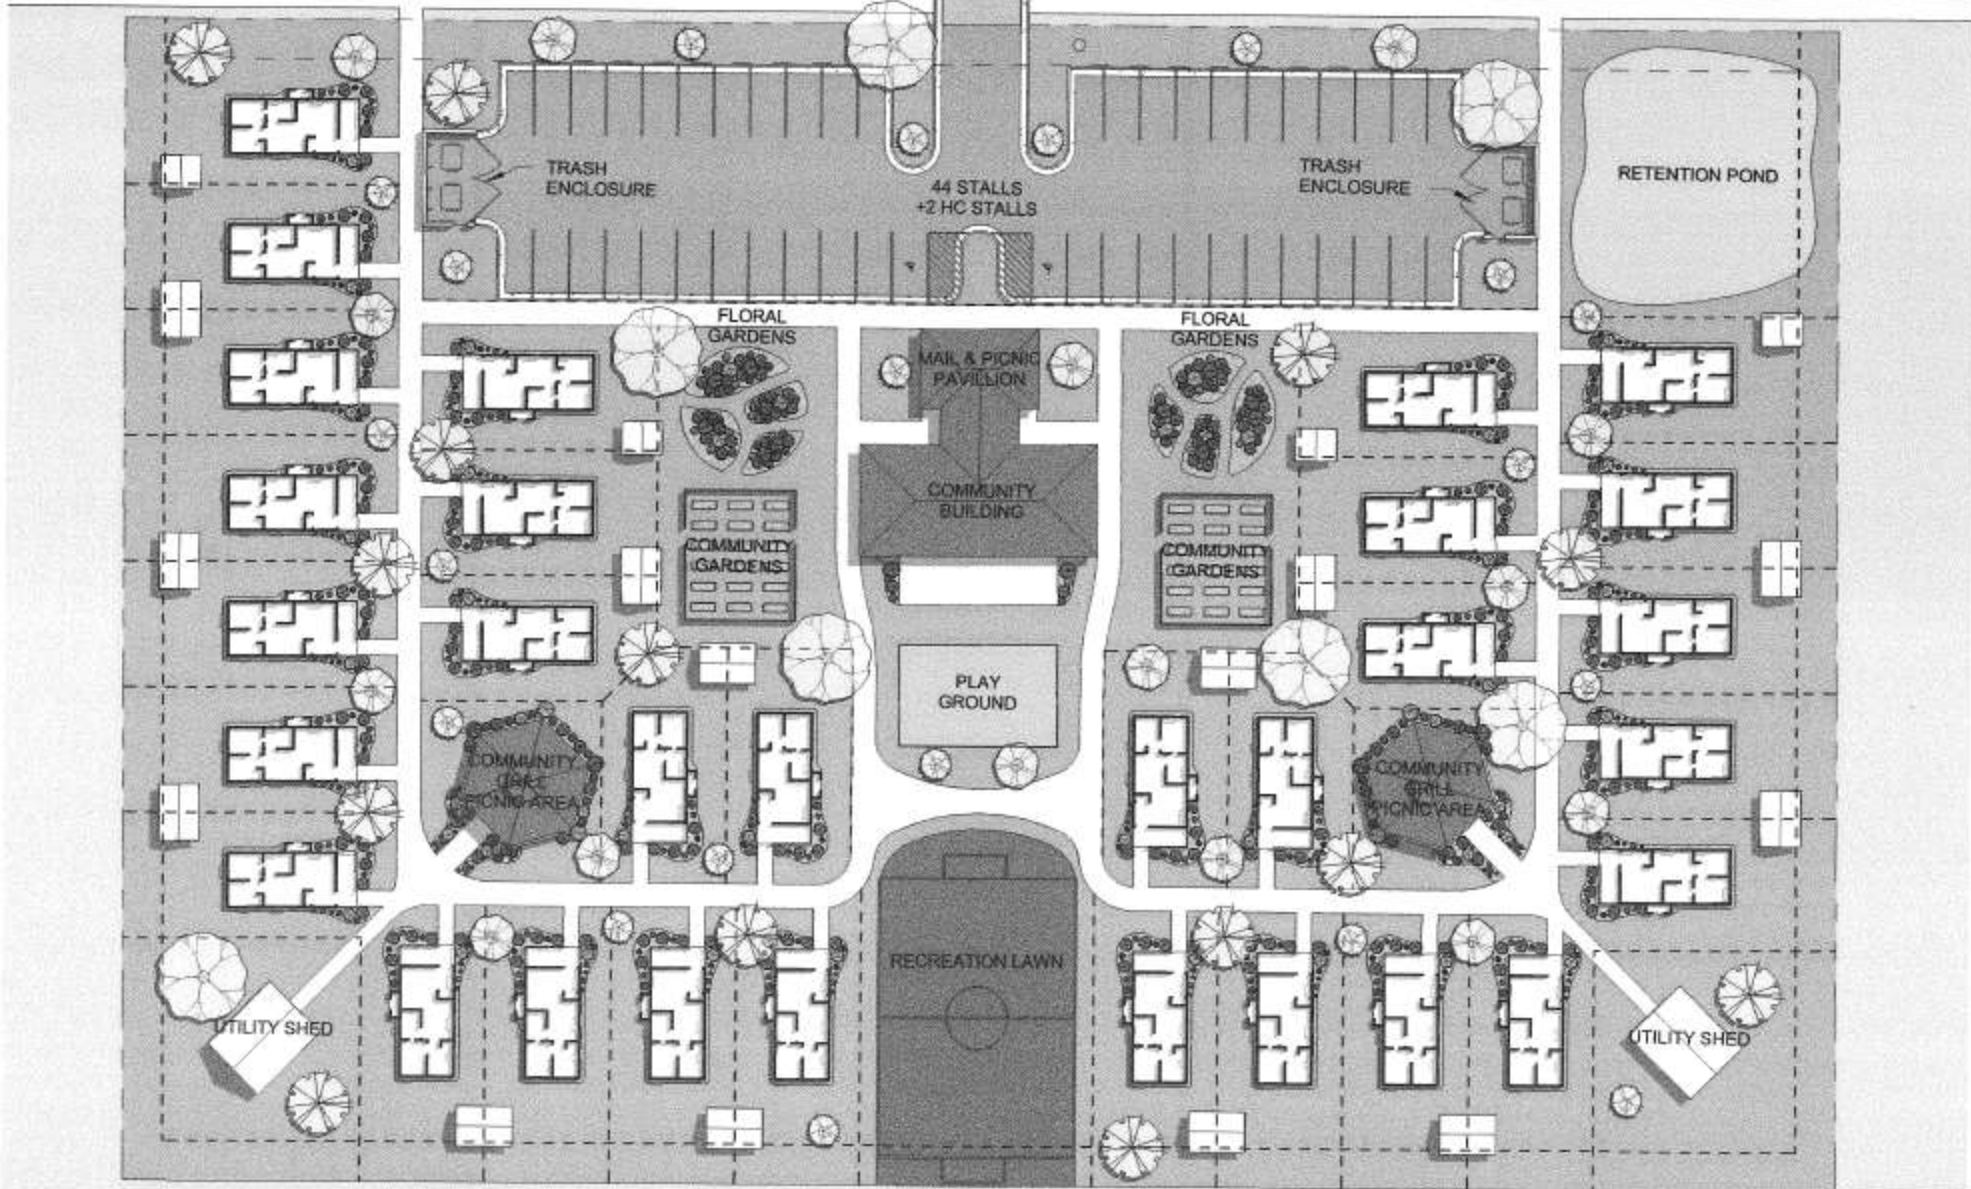 TRASH
ENCLOSURE
44 STALLS
+2 HC STALLS
TRASH
ENCLOSURE
RETENTION POND
FLORAL
GARDENS
MAIL & PICNIC
PAVILLION
FLORAL
GARDENS
COMMUNITY
BUILDING
COMMUNITY
GARDENS
COMMUNITY
GARDENS
PLAY
GROUND
COMMUNITY
GRILL
PICNIC AREA
COMMUNITY
GRILL
PICNIC AREA
RECREATION LAWN
UTILITY SHED
UTILITY SHED